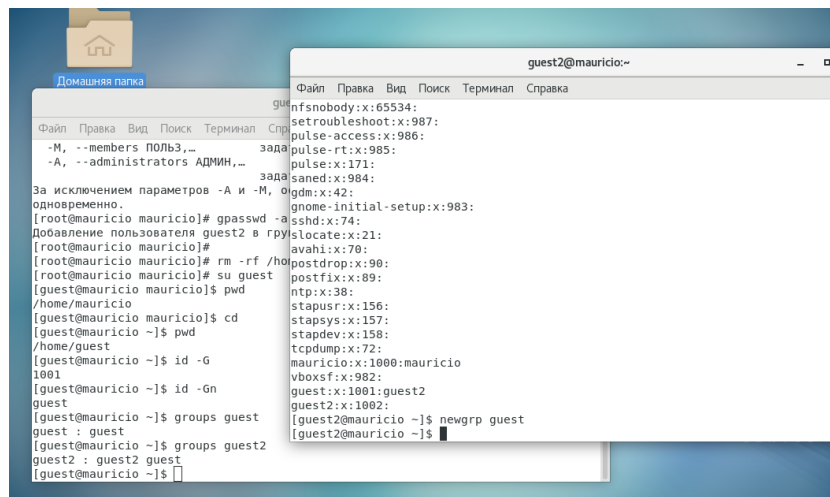 Домашняя папка
guest2@mauricio:~
Файл Правка Вид Поиск Терминал Справка
nfsnobody:x:65534:
setroubleshoot:x:987:
pulse-access:x:986:
pulse-rt:x:985:
pulse:x:171:
saned:x:984:
gdm:x:42:
gnome-initial-setup:x:983:
sshd:x:74:
slocate:x:21:
avahi:x:70:
postdrop:x:90:
postfix:x:89:
ntp:x:38:
stapusr:x:156:
stapsys:x:157:
stapdev:x:158:
tcpdump:x:72:
mauricio:x:1000:mauricio
vboxsf:x:982:
guest:x:1001:guest2
guest2:x:1002:
[guest2@mauricio ~]$ newgrp guest
[guest2@mauricio ~]$
Файл Правка Вид Поиск Терминал
-M, --members ПОЛЬЗ,…
-A, --administrators АДМИН,…
За исключением параметров -A и -M,
одновременно.
[root@mauricio mauricio]# gpasswd -a
Добавление пользователя guest2 в
[root@mauricio mauricio]#
[root@mauricio mauricio]# rm -rf
[root@mauricio mauricio]# su guest
[guest@mauricio mauricio]$ pwd
/home/mauricio
[guest@mauricio mauricio]$ cd
[guest@mauricio ~]$ pwd
/home/guest
[guest@mauricio ~]$ id -G
1001
[guest@mauricio ~]$ id -Gn
guest
[guest@mauricio ~]$ groups guest
guest : guest
[guest@mauricio ~]$ groups guest2
guest2 : guest2 guest
[guest@mauricio ~]$